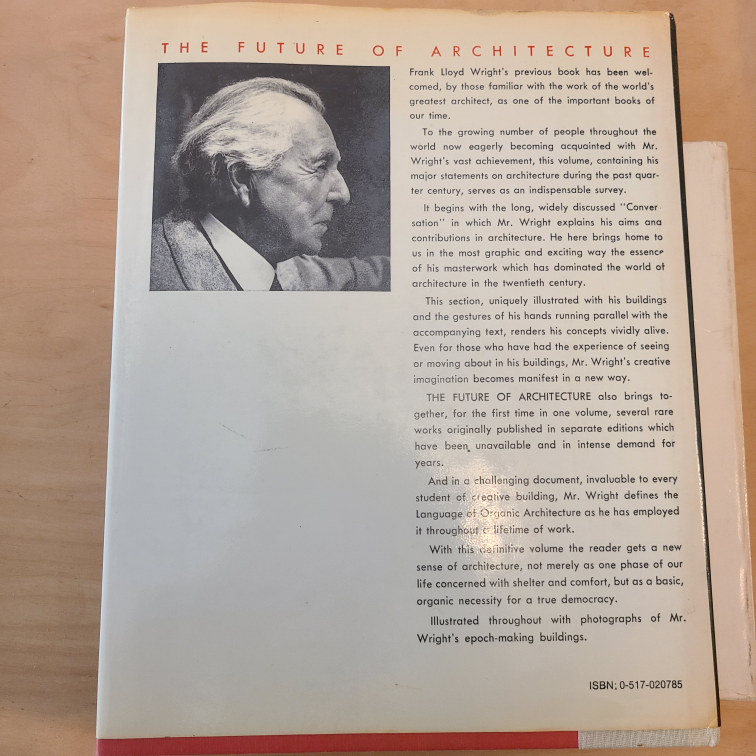 THE FUTURE OF ARCHITECTURE
Frank Lloyd Wright's previous book has been wel-
comed, by those familiar with the work of the world's
greatest architect, as one of the important books of
our time.
To the growing number of people throughout the
world now eagerly becoming acquainted with Mr.
Wright's vast achievement, this volume, containing his
major statements on architecture during the past quar-
ter century, serves as an indispensable survey.
It begins with the long, widely discussed "Conver
sation" in which Mr. Wright explains his aims and
contributions in architecture. He here brings home to
us in the most graphic and exciting way the essence
of his masterwork which has dominated the world of
architecture in the twentieth century.
This section, uniquely illustrated with his buildings
and the gestures of his hands running parallel with the
accompanying text, renders his concepts vividly alive.
Even for those who have had the experience of seeing
or moving about in his buildings, Mr. Wright's creative
imagination becomes manifest in a new way.
THE FUTURE OF ARCHITECTURE also brings to-
gether, for the first time in one volume, several rare
works originally published in separate editions which
have been unavailable and in intense demand for
years.
And in a challenging document, invaluable to every
student of creative building, Mr. Wright defines the
Language of Organic Architecture as he has employed
it throughout a lifetime of work.
With this definitive volume the reader gets a new
sense of architecture, not merely as one phase of our
life concerned with shelter and comfort, but as a basic,
organic necessity for a true democracy.
Illustrated throughout with photographs of Mr.
Wright's epoch-making buildings.
ISBN: 0-517-020785